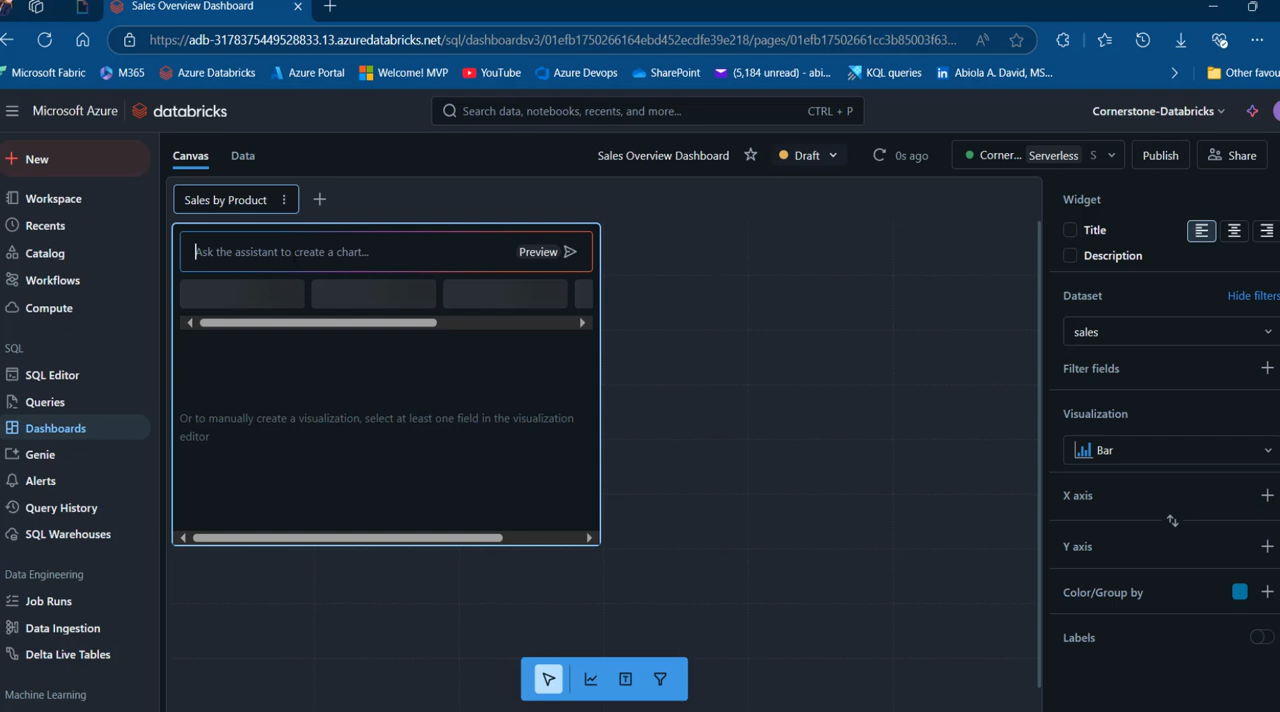 Sales Overview Dashboard
https://adb-3178375449528833.13.azuredatabricks.net/sql/dashboardsv3/01efb1750266164ebd452ecdfe39e218/pages/01efb17502661cc3b85003f63...
Microsoft Fabric M365 Azure Databricks Azure Portal Welcome! MVP YouTube Azure Devops SharePoint (5,184 unread) - abi... KQL queries Abiola A. David, MS... Other favou
Microsoft Azure databricks Search data, notebooks, recents, and more... CTRL + P Cornerstone-Databricks
New
Canvas Data Sales Overview Dashboard Draft 0s ago Corner... Serverless S Publish Share
Workspace
Recents
Catalog
Workflows
Compute
SQL
SQL Editor
Queries
Dashboards
Genie
Alerts
Query History
SQL Warehouses
Data Engineering
Job Runs
Data Ingestion
Delta Live Tables
Machine Learning
Sales by Product
Ask the assistant to create a chart... Preview
Or to manually create a visualization, select at least one field in the visualization
editor
Widget
Title
Description
Dataset Hide filters
sales
Filter fields
Visualization
Bar
X axis
Y axis
Color/Group by
Labels